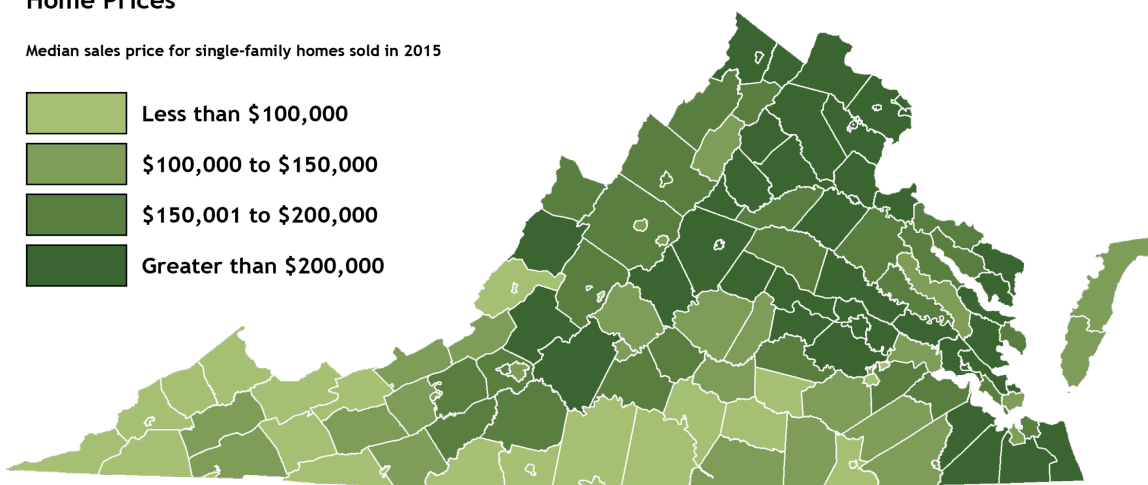 Home Prices
Median sales price for single-family homes sold in 2015
Less than $100,000
$100,000 to $150,000
$150,001 to $200,000
Greater than $200,000